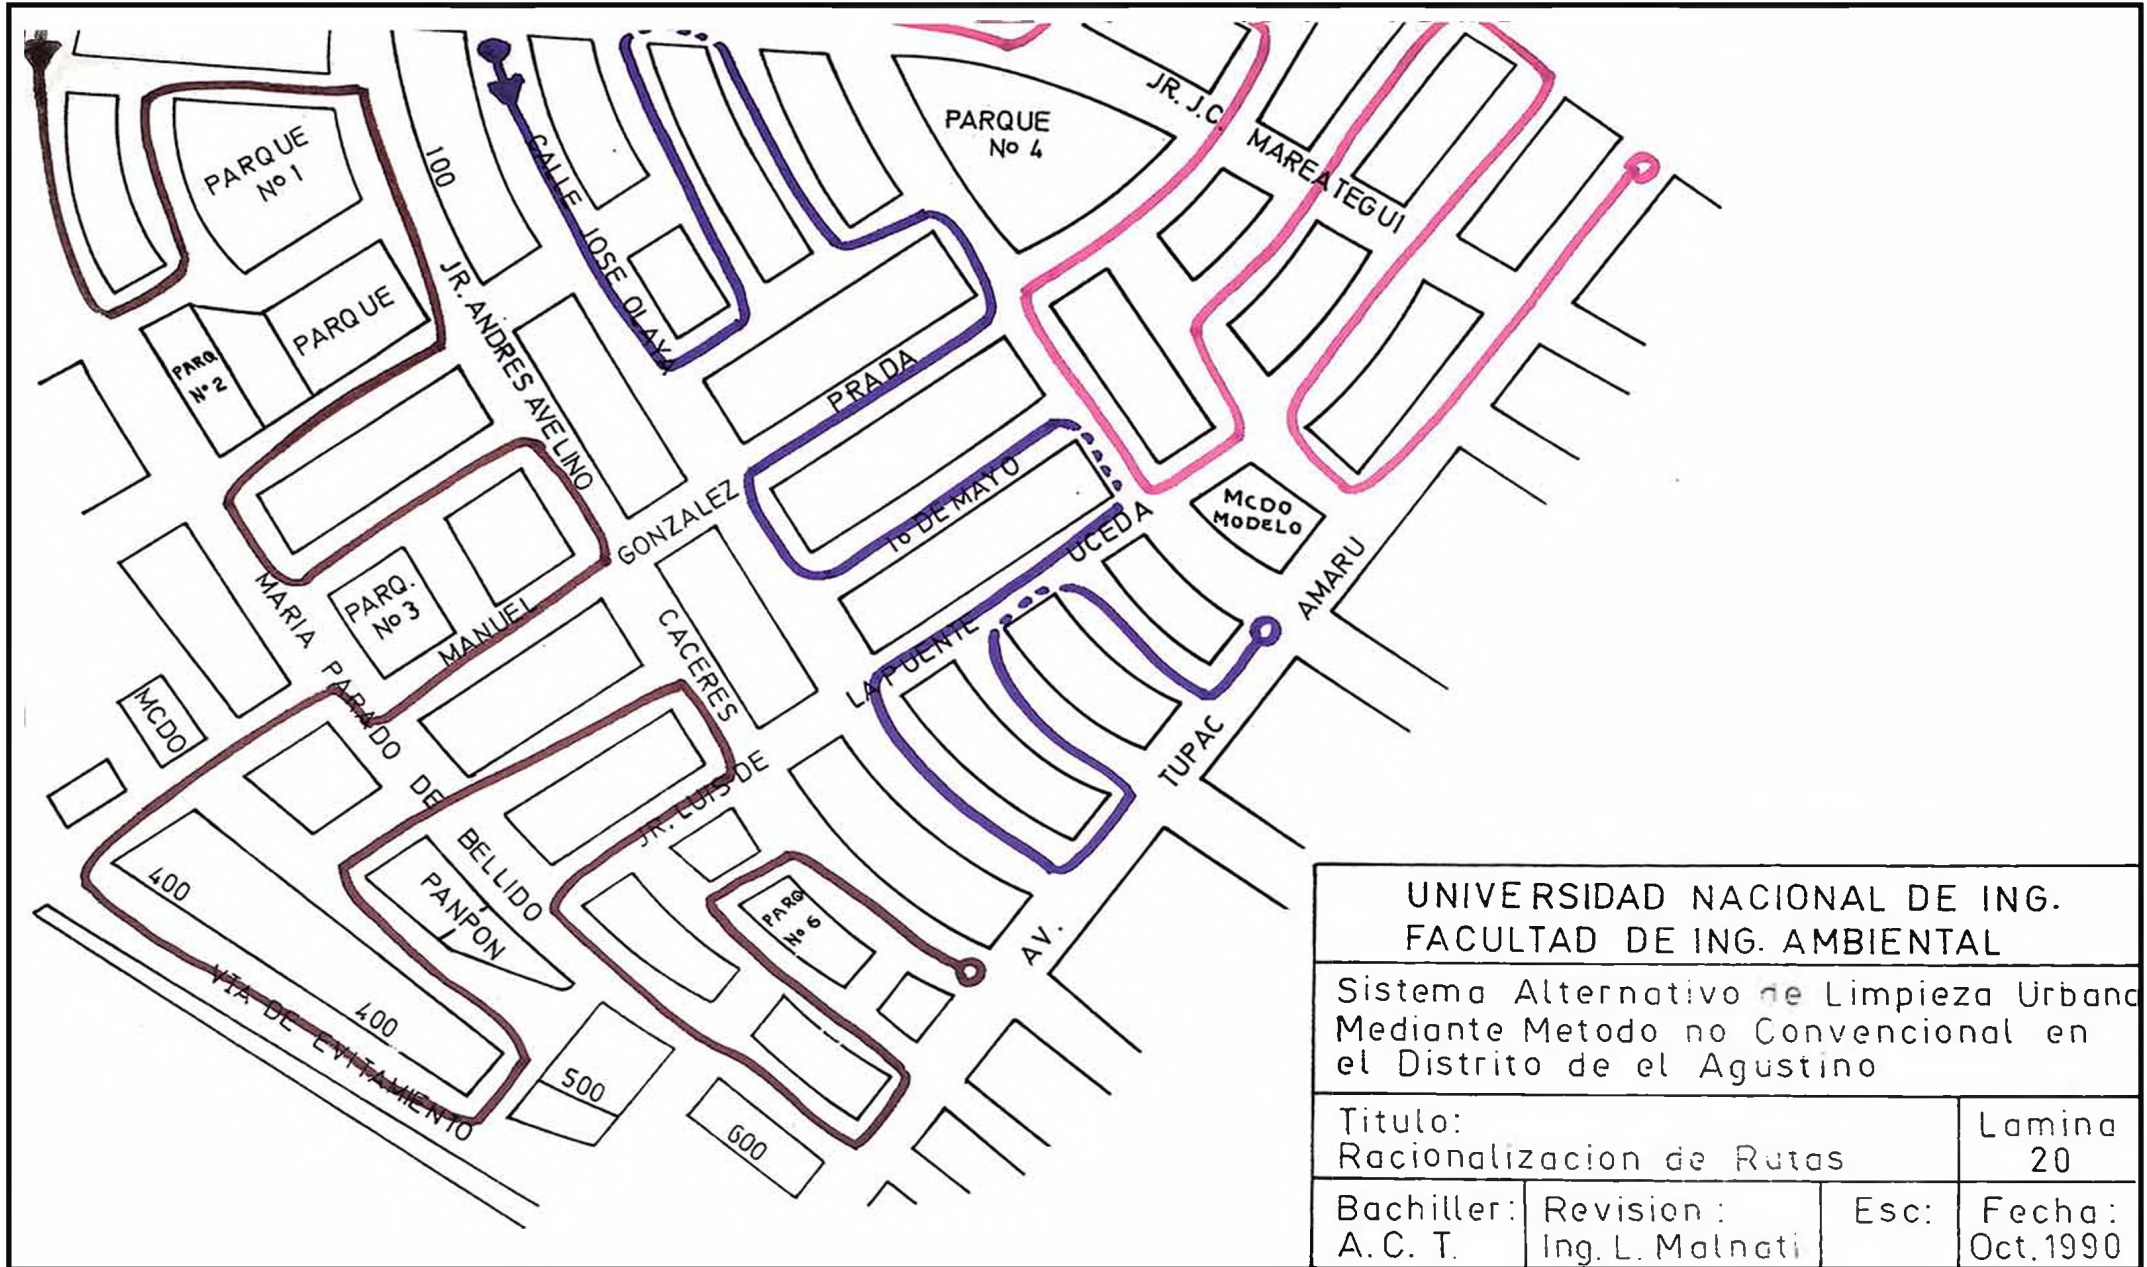 PARQUE
Nº 1
100
CALLE JOSE OLAYA
PARQUE
Nº 4
JR. J.C. MAREATEGUI
PARQ
Nº 2
PARQUE
JR. ANDRES AVELINO CACERES
PRADA
MANUEL GONZALEZ
1º DE MAYO
MCDO
MODELO
PARQ.
Nº 3
MARIA PARADO DE BELLIDO
LA PUENTE UCEDA
AV. TUPAC AMARU
MCDO
JR. LUIS DE
400
PANPON
PARQ
Nº 6
VIA DE EVITAMIENTO
400
500
600
UNIVERSIDAD NACIONAL DE ING.
FACULTAD DE ING. AMBIENTAL
Sistema Alternativo de Limpieza Urbana
Mediante Metodo no Convencional en
el Distrito de el Agustino
Titulo:
Racionalizacion de Rutas
Lamina
20
Bachiller:
A. C. T.
Revision :
Ing. L. Malnati
Esc:
Fecha:
Oct. 1990